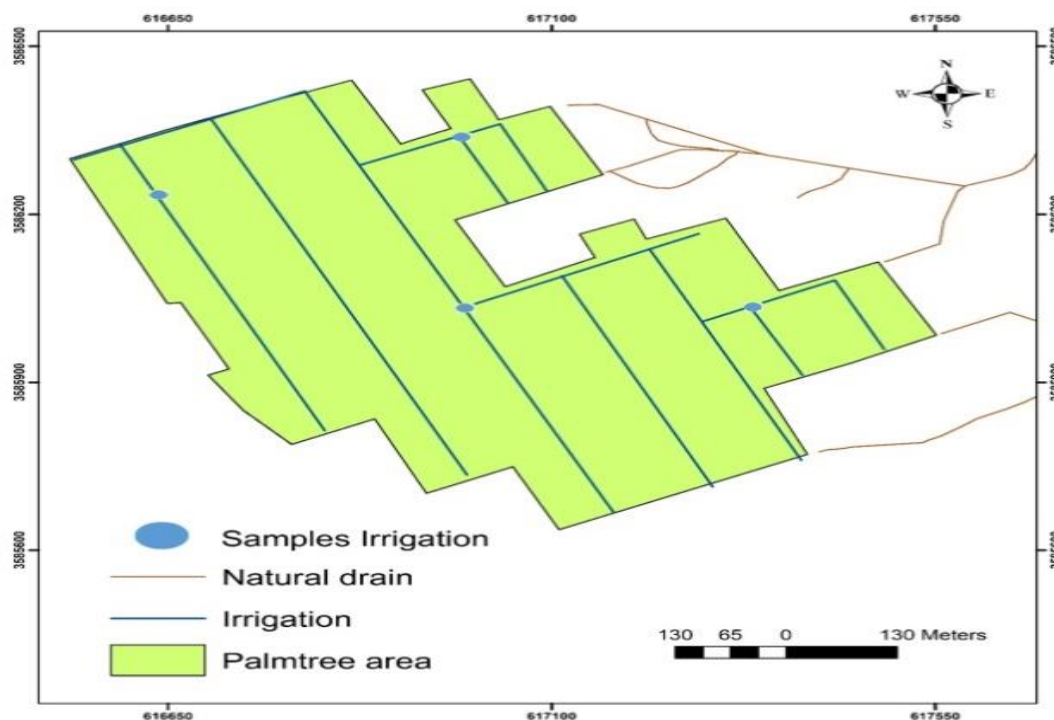 616650 617100 617550
3586500
N
W E
S
3586200
3585900
3585600
Samples Irrigation
Natural drain
Irrigation
Palmtree area
130 65 0 130 Meters
616650 617100 617550